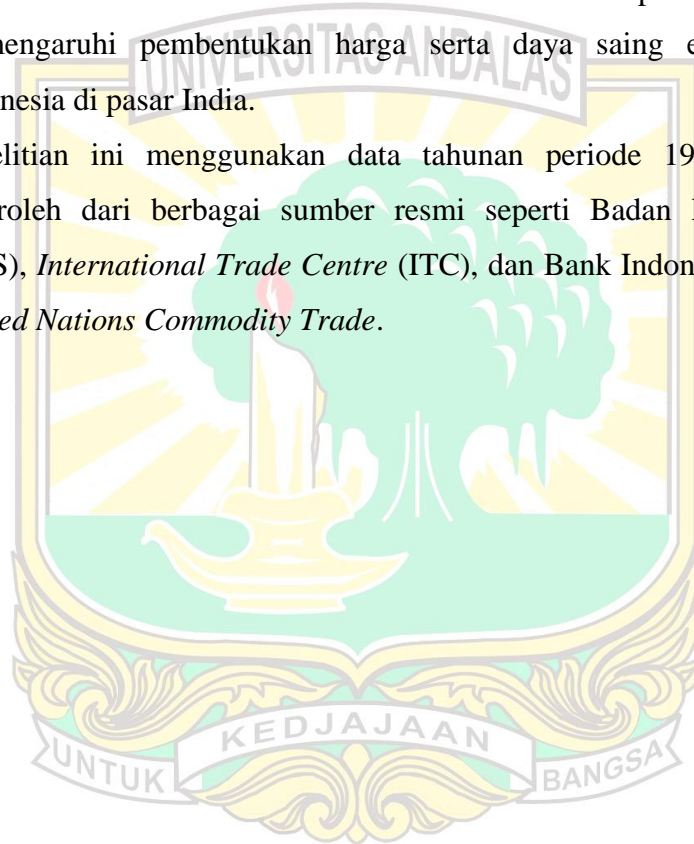 mengaruhi pembentukan harga serta daya saing e
nesia di pasar India.
elitian ini menggunakan data tahunan periode 19
roleh dari berbagai sumber resmi seperti Badan
S), International Trade Centre (ITC), dan Bank Indon
ed Nations Commodity Trade.
UNIVERSITAS ANDALAS
KEDJAJAAN
UNTUK BANGSA